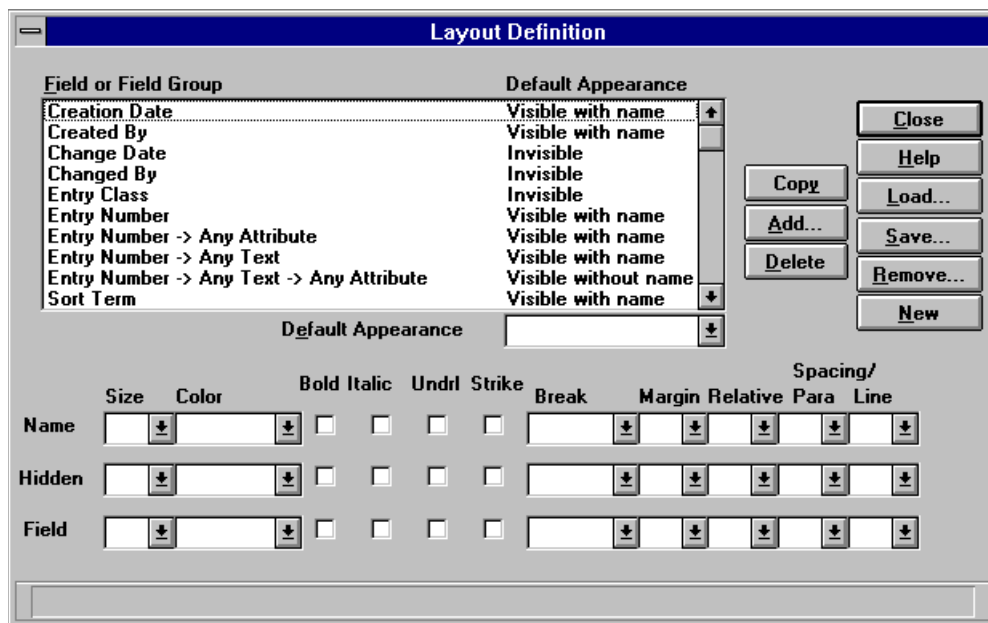 Layout Definition
Field or Field Group Default Appearance
Creation Date Visible with name
Created By Visible with name
Change Date Invisible
Changed By Invisible
Entry Class Invisible
Entry Number Visible with name
Entry Number -> Any Attribute Visible with name
Entry Number -> Any Text Visible with name
Entry Number -> Any Text -> Any Attribute Visible without name
Sort Term Visible with name
Default Appearance
Copy
Add...
Delete
Close
Help
Load...
Save...
Remove...
New
Spacing/
Size Color Bold Italic Undrl Strike Break Margin Relative Para Line
Name
Hidden
Field